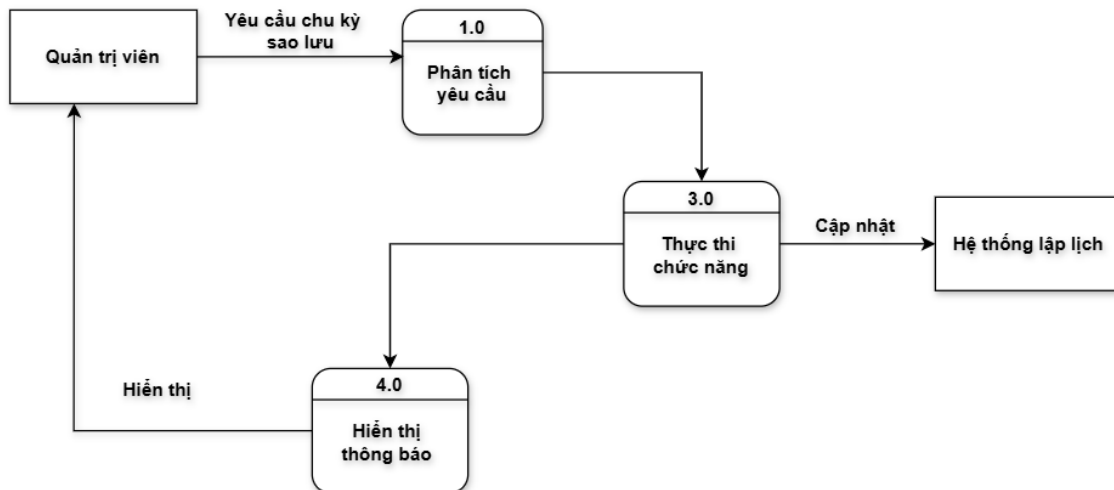 Quản trị viên
Yêu cầu chu kỳ
sao lưu
1.0
Phân tích
yêu cầu
3.0
Thực thi
chức năng
Cập nhật
Hệ thống lập lịch
4.0
Hiển thị
thông báo
Hiển thị